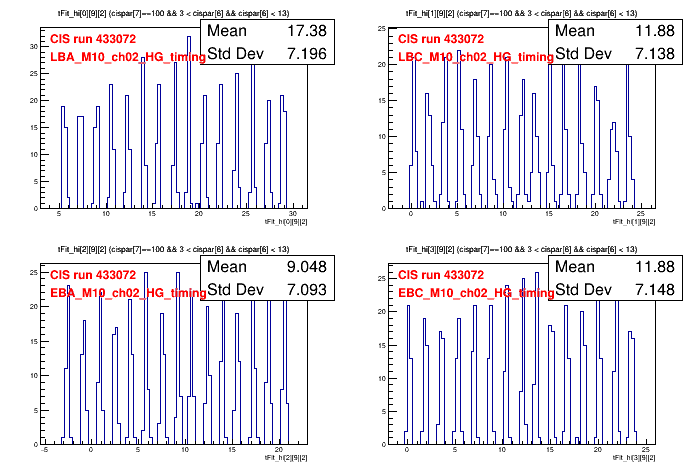 tFit_hi[0][9][2] (cispar[7]==100 && 3 < cispar[6] && cispar[6] < 13)
CIS run 433072
LBA_M10_ch02_HG_timing
Mean 17.38
Std Dev 7.196
30
25
20
15
10
5
0
5 10 15 20 25 30
tFit_hi[0][9][2]
tFit_hi[1][9][2] (cispar[7]==100 && 3 < cispar[6] && cispar[6] < 13)
CIS run 433072
LBC_M10_ch02_HG_timing
Mean 11.88
Std Dev 7.138
25
20
15
10
5
0
0 5 10 15 20 25
tFit_hi[1][9][2]
tFit_hi[2][9][2] (cispar[7]==100 && 3 < cispar[6] && cispar[6] < 13)
CIS run 433072
EBA_M10_ch02_HG_timing
Mean 9.048
Std Dev 7.093
25
20
15
10
5
0
-5 0 5 10 15 20
tFit_hi[2][9][2]
tFit_hi[3][9][2] (cispar[7]==100 && 3 < cispar[6] && cispar[6] < 13)
CIS run 433072
EBC_M10_ch02_HG_timing
Mean 11.88
Std Dev 7.148
25
20
15
10
5
0
0 5 10 15 20 25
tFit_hi[3][9][2]